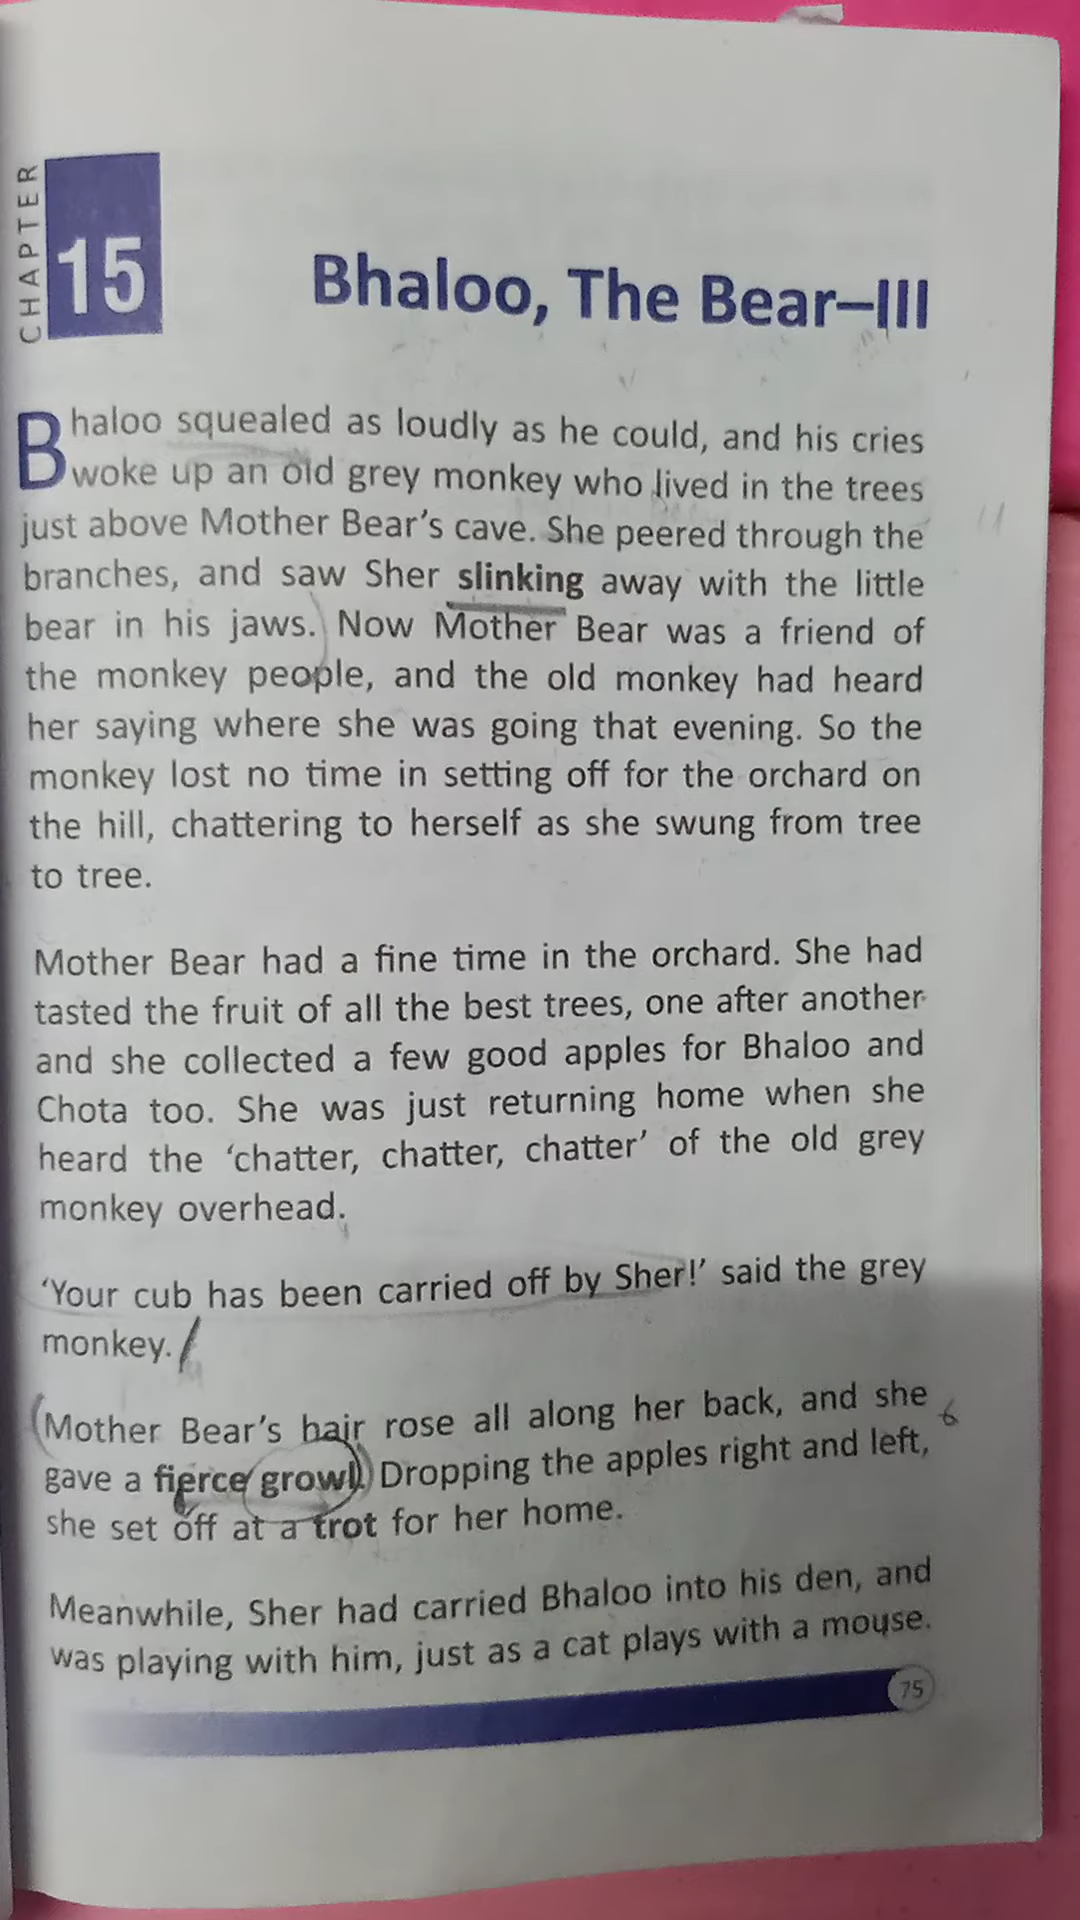 CHAPTER
15
Bhaloo, The Bear–III
Bhaloo squealed as loudly as he could, and his cries
woke up an old grey monkey who lived in the trees
just above Mother Bear's cave. She peered through the
branches, and saw Sher slinking away with the little
bear in his jaws. Now Mother Bear was a friend of
the monkey people, and the old monkey had heard
her saying where she was going that evening. So the
monkey lost no time in setting off for the orchard on
the hill, chattering to herself as she swung from tree
to tree.
Mother Bear had a fine time in the orchard. She had
tasted the fruit of all the best trees, one after another
and she collected a few good apples for Bhaloo and
Chota too. She was just returning home when she
heard the 'chatter, chatter, chatter' of the old grey
monkey overhead.
'Your cub has been carried off by Sher!' said the grey
monkey.
Mother Bear's hair rose all along her back, and she
gave a fierce growl. Dropping the apples right and left,
she set off at a trot for her home.
Meanwhile, Sher had carried Bhaloo into his den, and
was playing with him, just as a cat plays with a mouse.
75